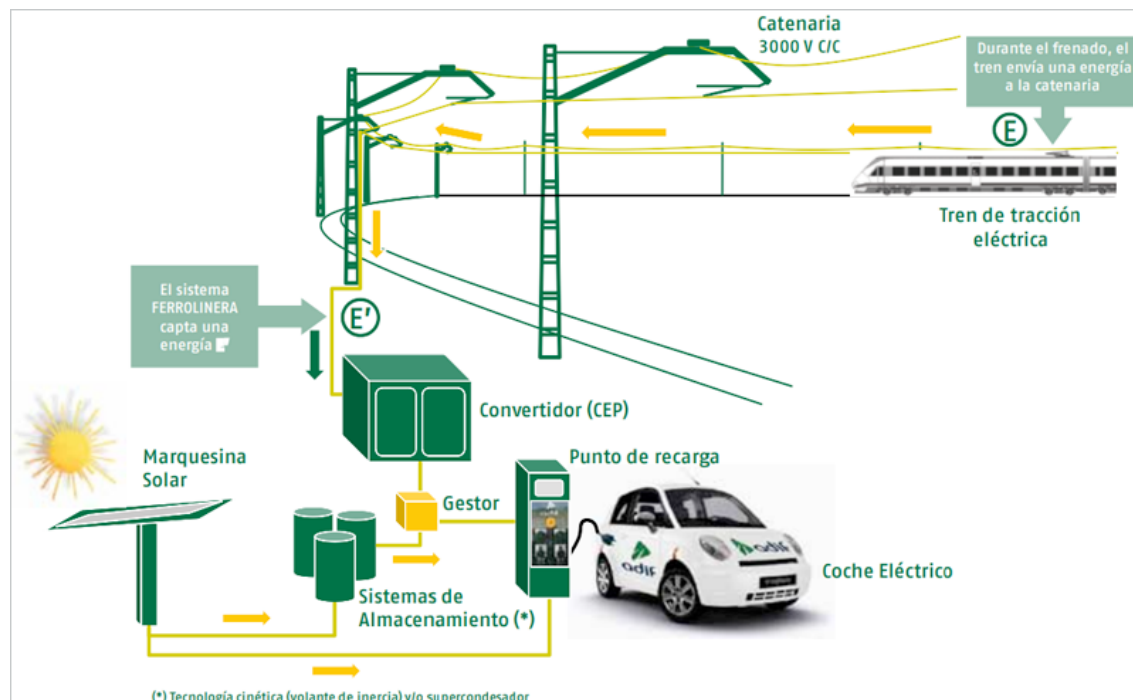 Catenaria
3000 V C/C
Durante el frenado, el
tren envía una energía
a la catenaria
E
Tren de tracción
eléctrica
El sistema
FERROLINERA
capta una
energía
E'
Convertidor (CEP)
Punto de recarga
Marquesina
Solar
Gestor
adif
adif
Coche Eléctrico
Sistemas de
Almacenamiento (*)
(*) Tecnología cinética (volante de inercia) y/o supercondesador